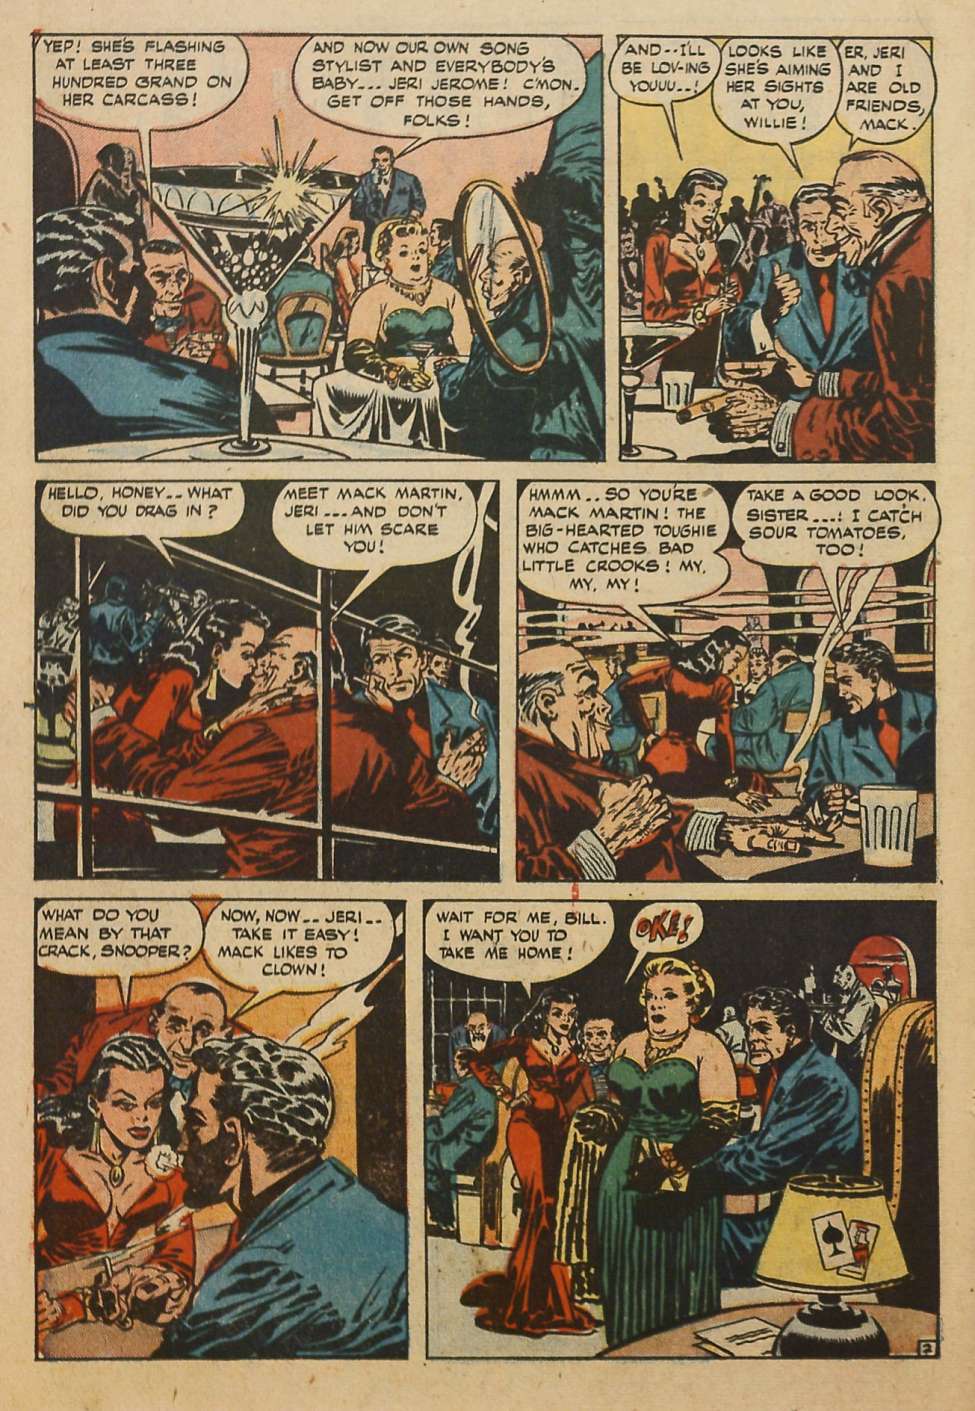 YEP! SHE'S FLASHING
AT LEAST THREE
HUNDRED GRAND ON
HER CARCASS!
AND NOW OUR OWN SONG
STYLIST AND EVERYBODY'S
BABY... JERI JEROME! C'MON.
GET OFF THOSE HANDS,
FOLKS!
AND--I'LL
BE LOV-ING
YOUUU--!
LOOKS LIKE
SHE'S AIMING
HER SIGHTS
AT YOU,
WILLIE!
ER, JERI
AND I
ARE OLD
FRIENDS,
MACK.
HELLO, HONEY-- WHAT
DID YOU DRAG IN?
MEET MACK MARTIN,
JERI--- AND DON'T
LET HIM SCARE
YOU!
HMMM.. SO YOU'RE
MACK MARTIN! THE
BIG-HEARTED TOUGHIE
WHO CATCHES BAD
LITTLE CROOKS! MY,
MY, MY!
TAKE A GOOD LOOK,
SISTER---! I CATCH
SOUR TOMATOES,
TOO!
WHAT DO YOU
MEAN BY THAT
CRACK, SNOOPER?
NOW, NOW-- JERI--
TAKE IT EASY!
MACK LIKES TO
CLOWN!
WAIT FOR ME, BILL.
I WANT YOU TO
TAKE ME HOME!
OKE!
2